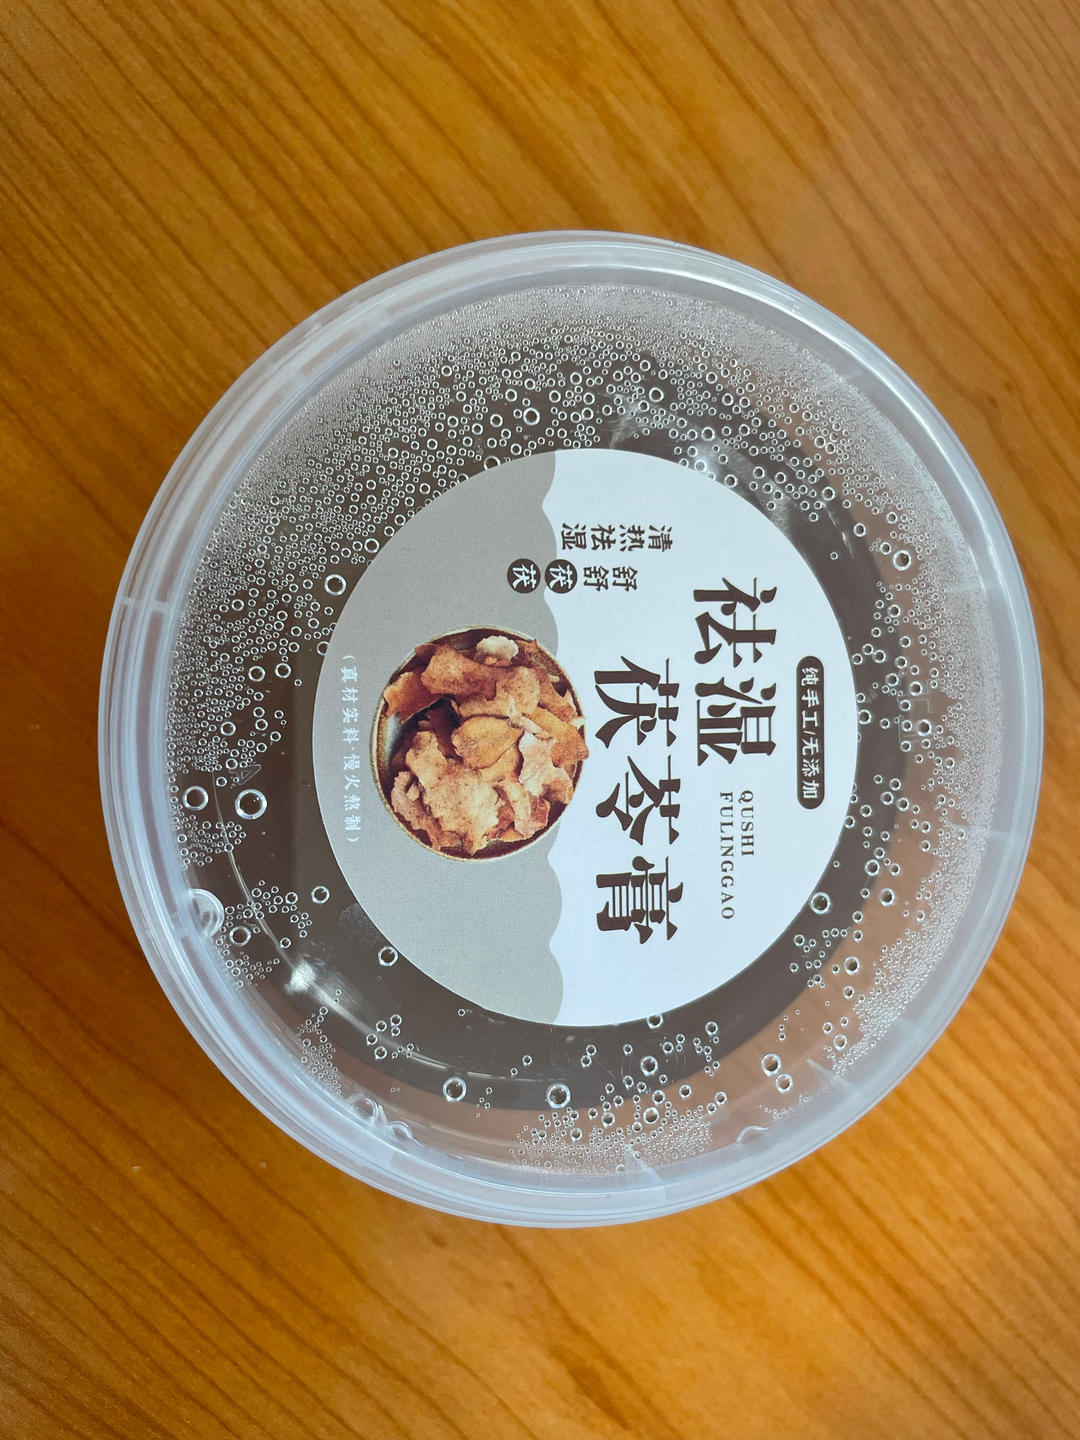 纯手工/无添加
祛湿
茯苓膏
QUSHI
FULINGGAO
清热祛湿
舒舒茯茯
(真材实料·慢火熬制)